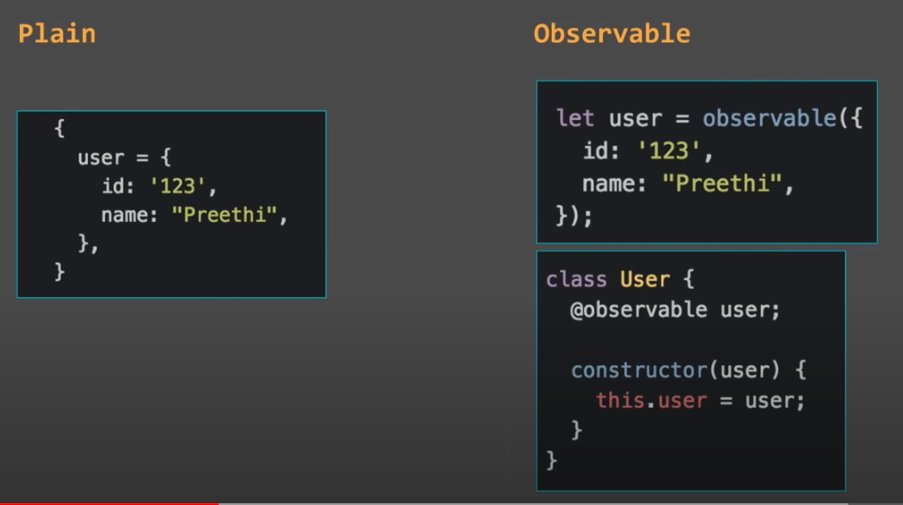 Plain
{
user = {
id: '123',
name: "Preethi",
},
}
Observable
let user = observable({
id: '123',
name: "Preethi",
});
class User {
@observable user;
constructor(user) {
this.user = user;
}
}